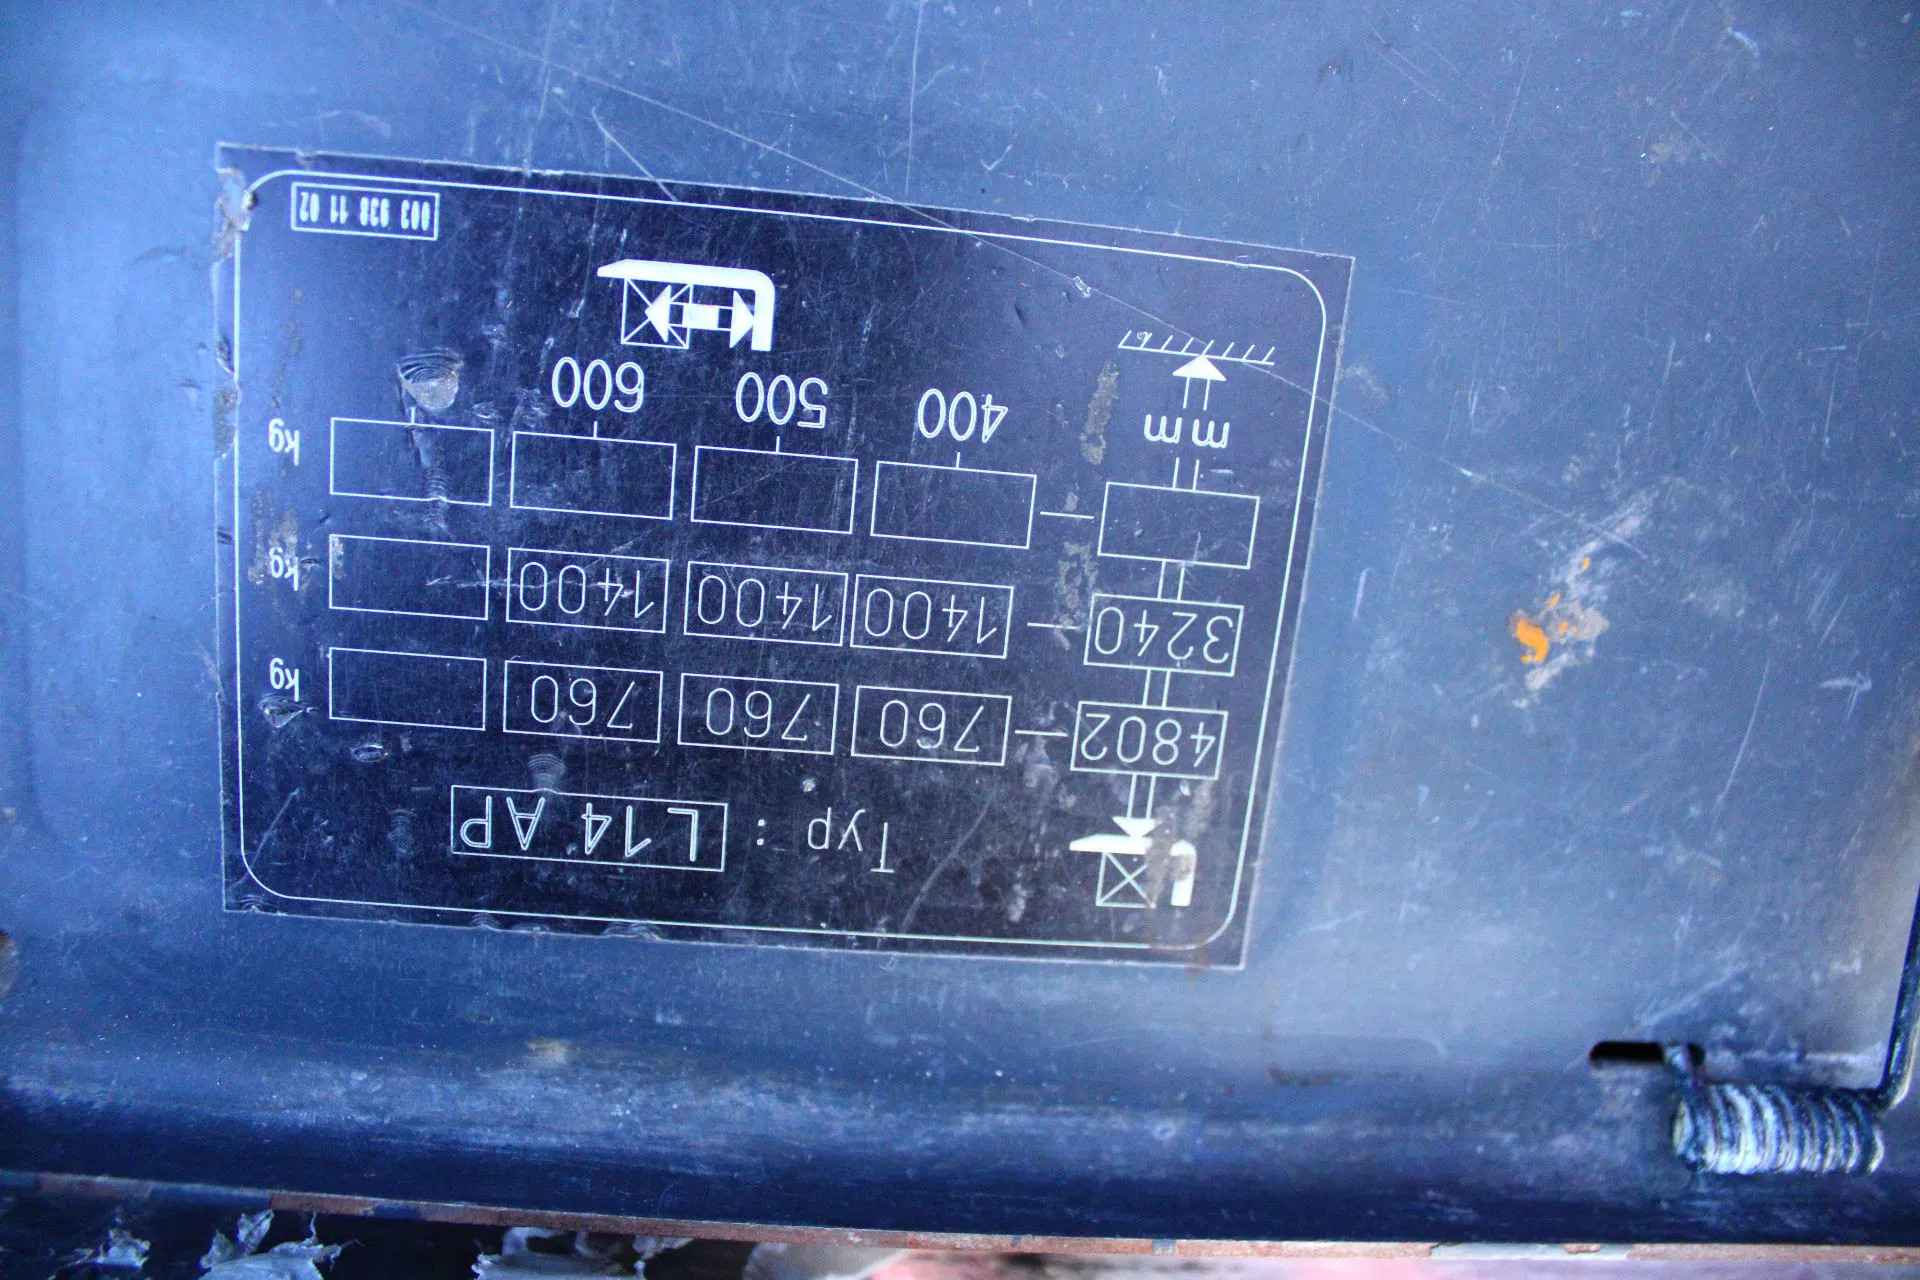 Typ : L14 AP
4802 760 760 760 kg
3240 1400 1400 1400 kg
kg
mm 400 500 600
003 11 02